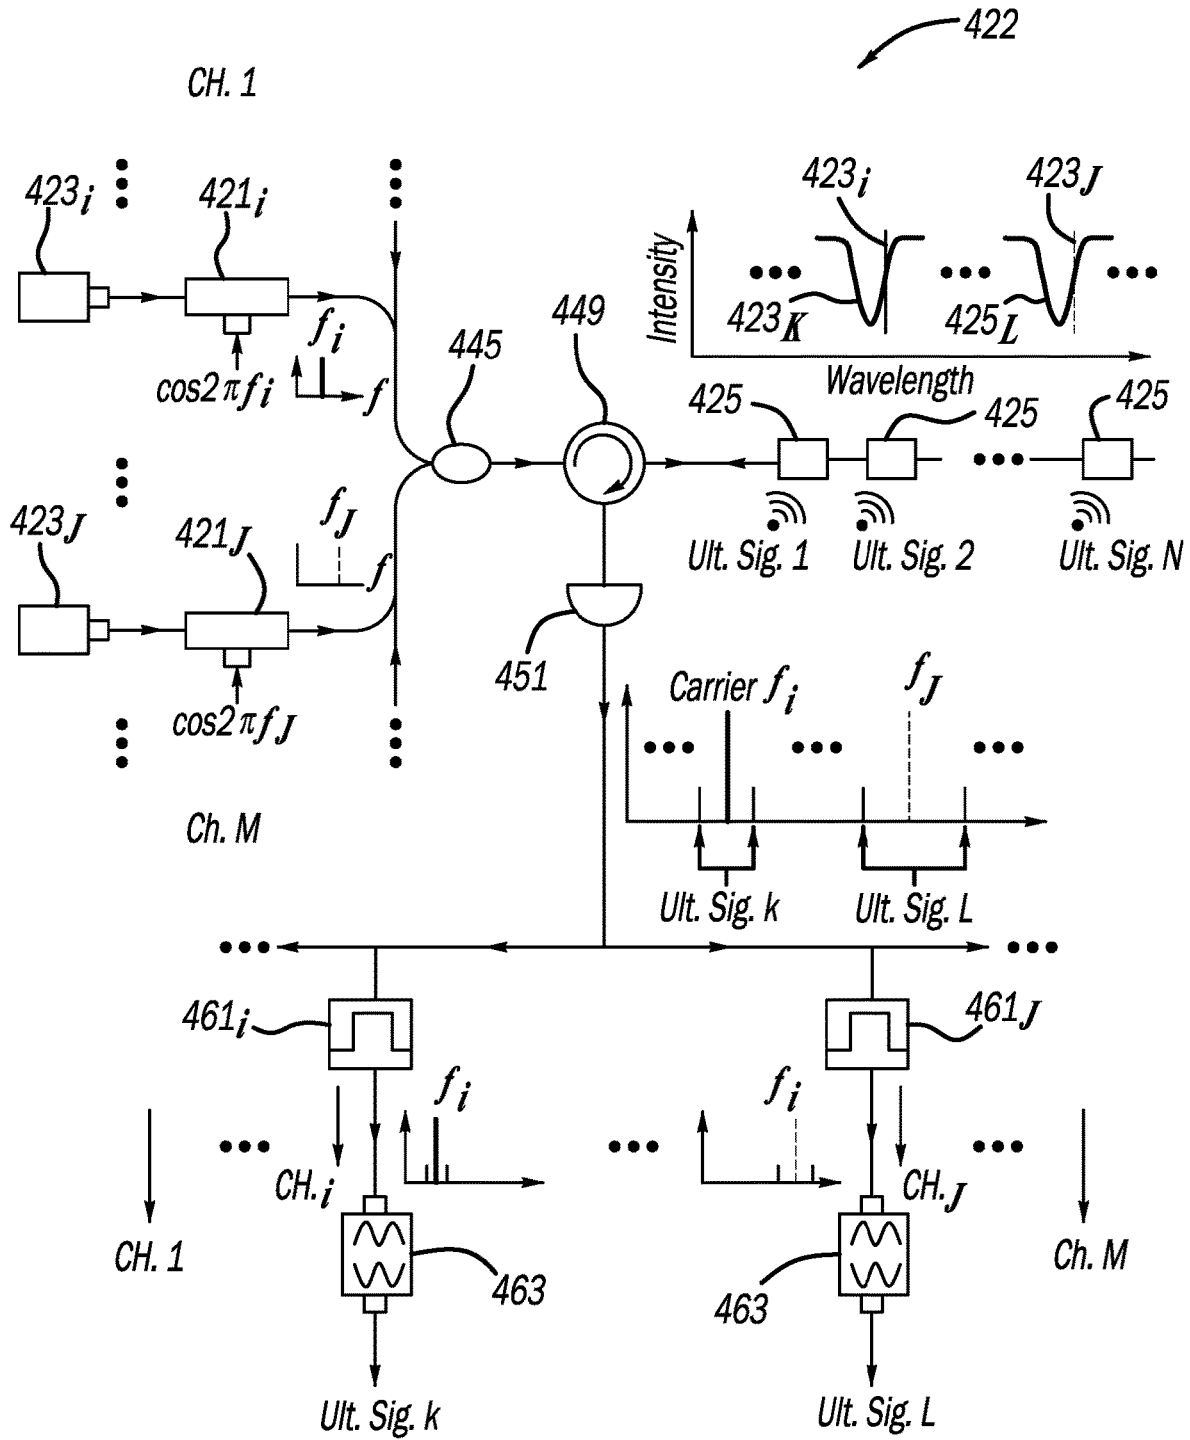 422
CH. 1
423i
421i
423i
423J
Intensity
423K
425L
Wavelength
fi
cos2πfi
f
445
449
425
425
425
423J
421J
fJ
f
cos2πfJ
Ult. Sig. 1
Ult. Sig. 2
Ult. Sig. N
451
Carrier fi
fJ
Ch. M
Ult. Sig. k
Ult. Sig. L
461i
461J
fi
fi
CH.i
CH.J
CH. 1
Ch. M
463
463
Ult. Sig. k
Ult. Sig. L